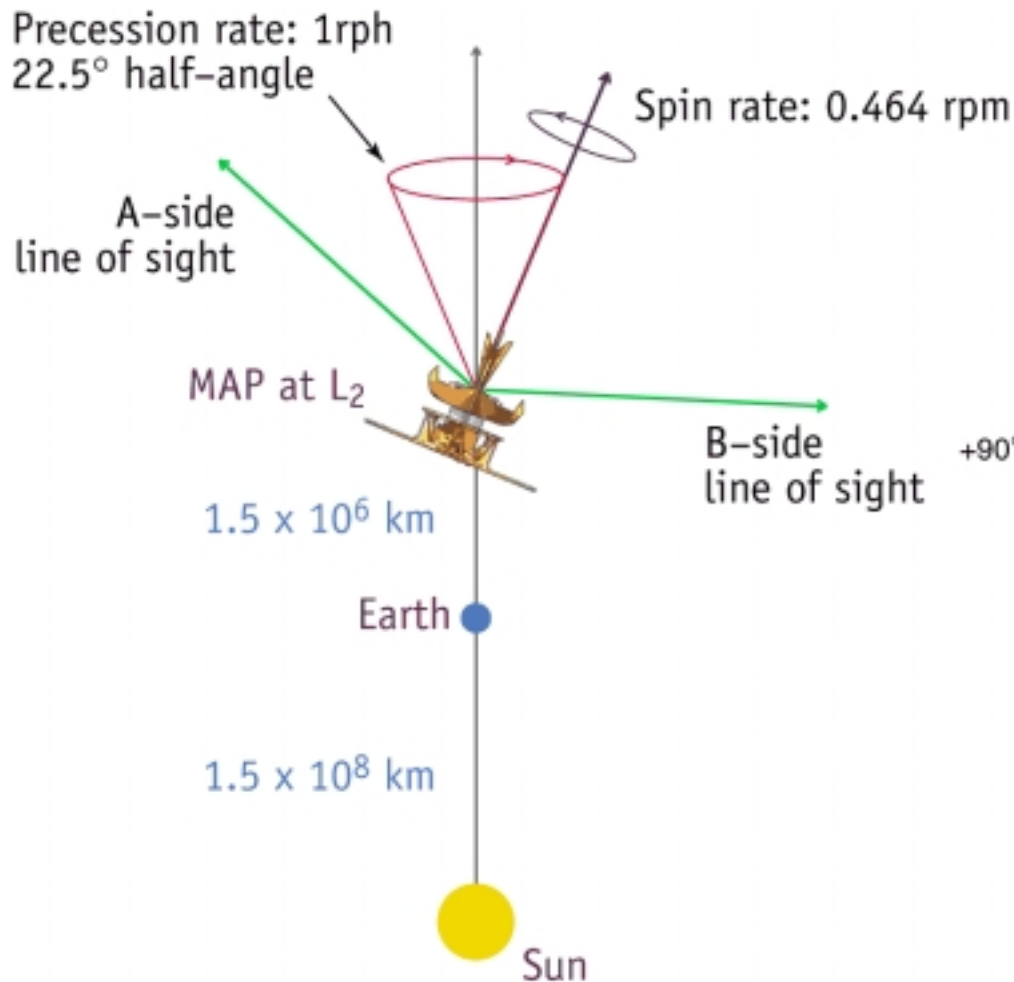 Precession rate: 1rph
22.5° half–angle
Spin rate: 0.464 rpm
A–side
line of sight
MAP at L₂
B–side
line of sight
+90°
1.5 x 10⁶ km
Earth
1.5 x 10⁸ km
Sun